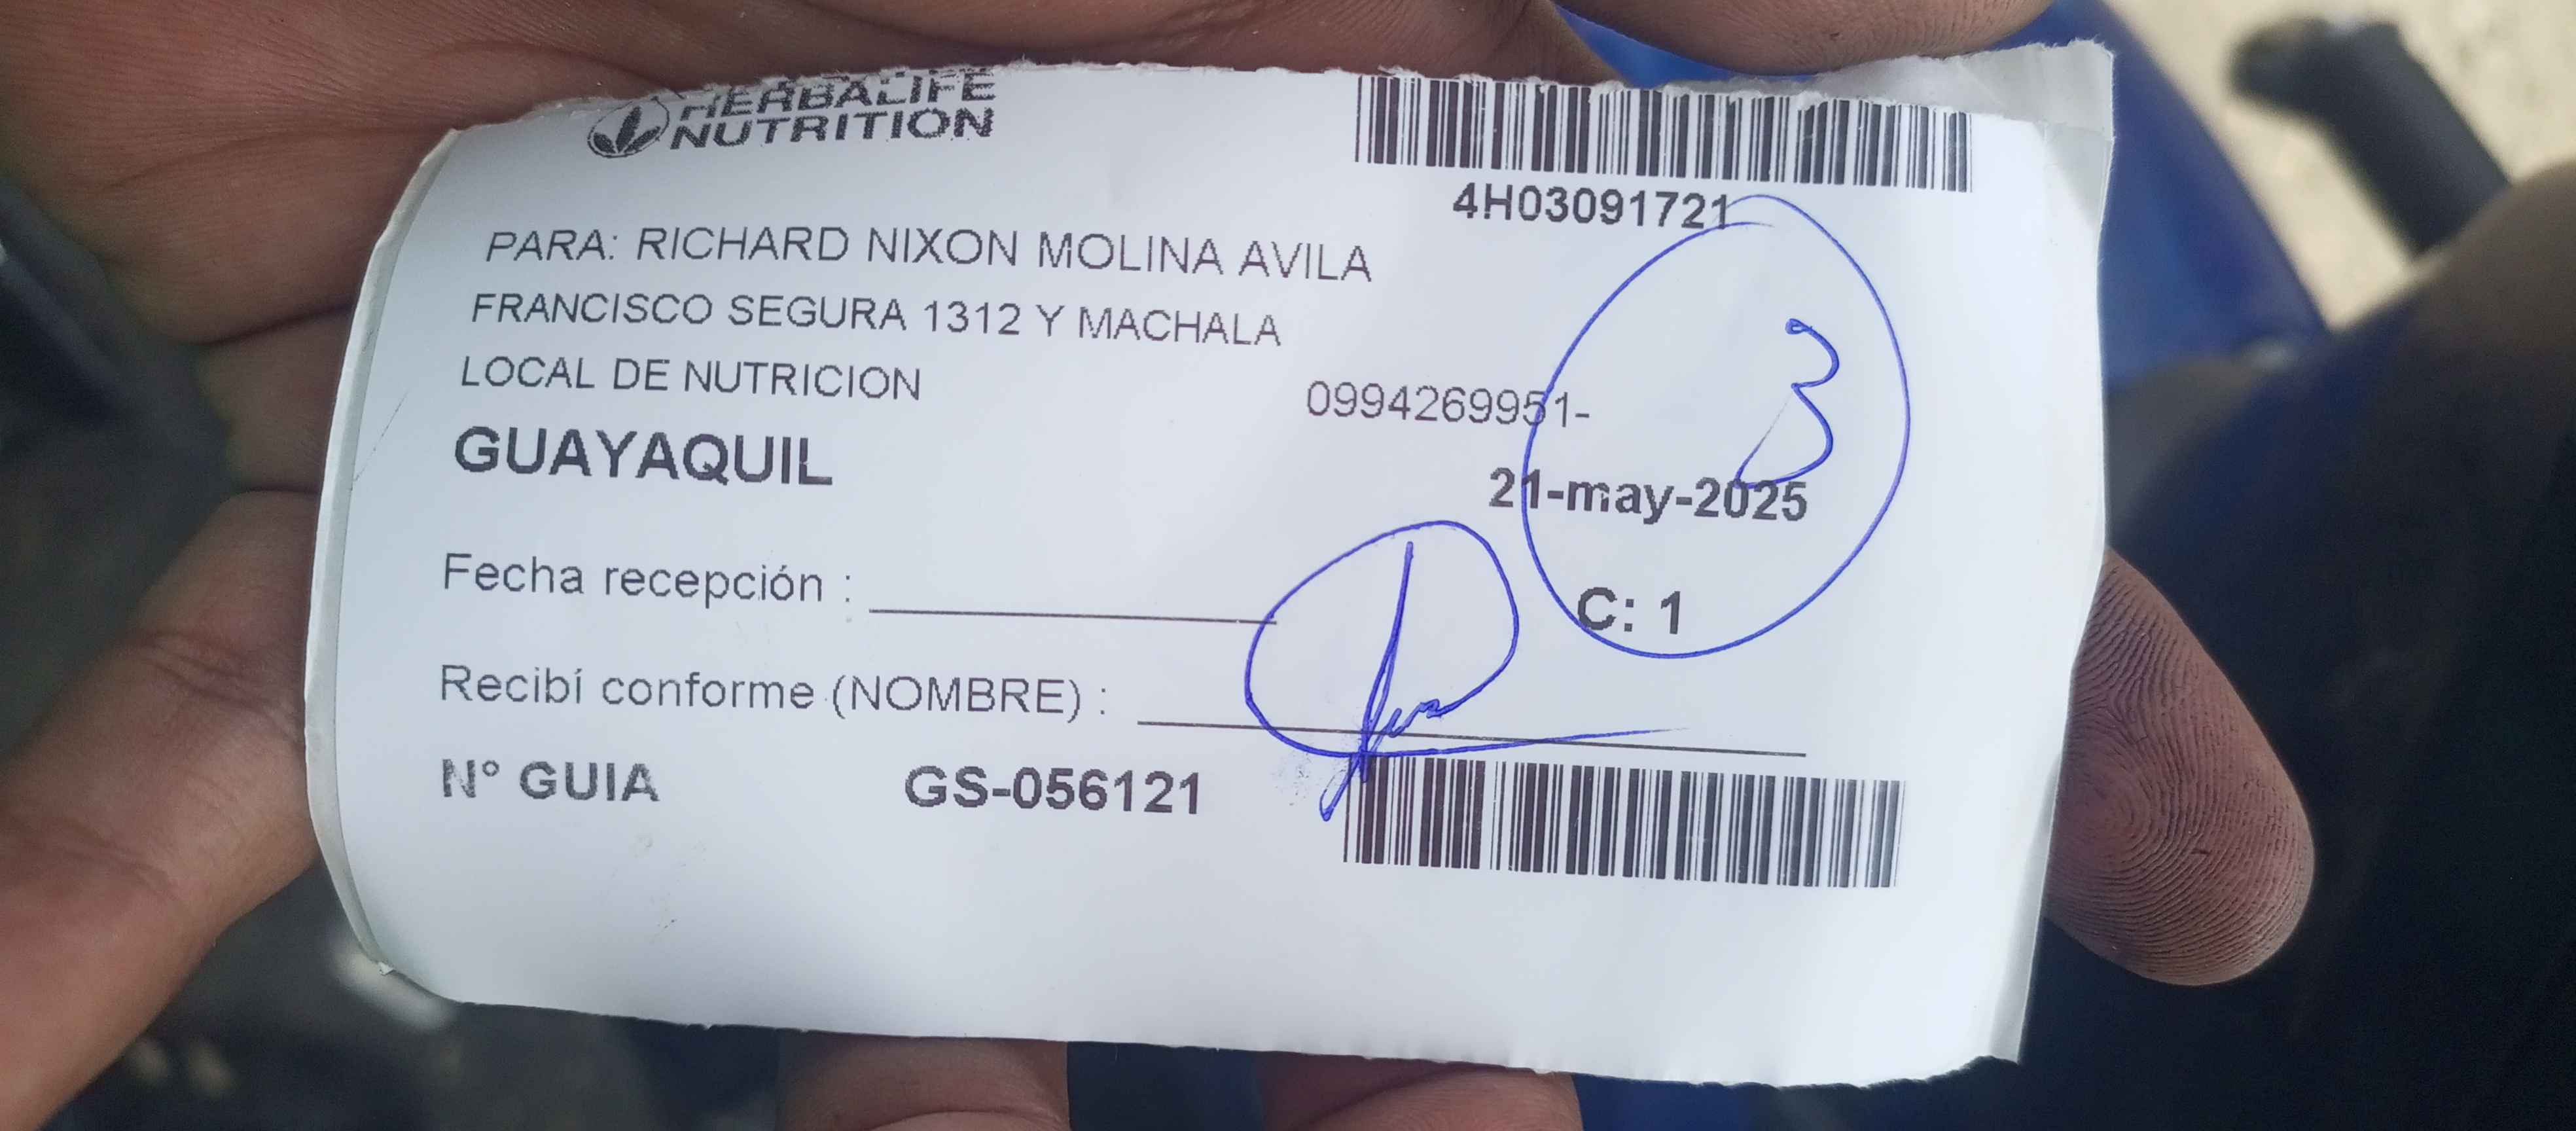 HERBALIFE
NUTRITION
4H03091721
PARA: RICHARD NIXON MOLINA AVILA
FRANCISCO SEGURA 1312 Y MACHALA
LOCAL DE NUTRICION
0994269951-
GUAYAQUIL
3
21-may-2025
C: 1
Fecha recepción :
Recibí conforme (NOMBRE) :
N° GUIA GS-056121